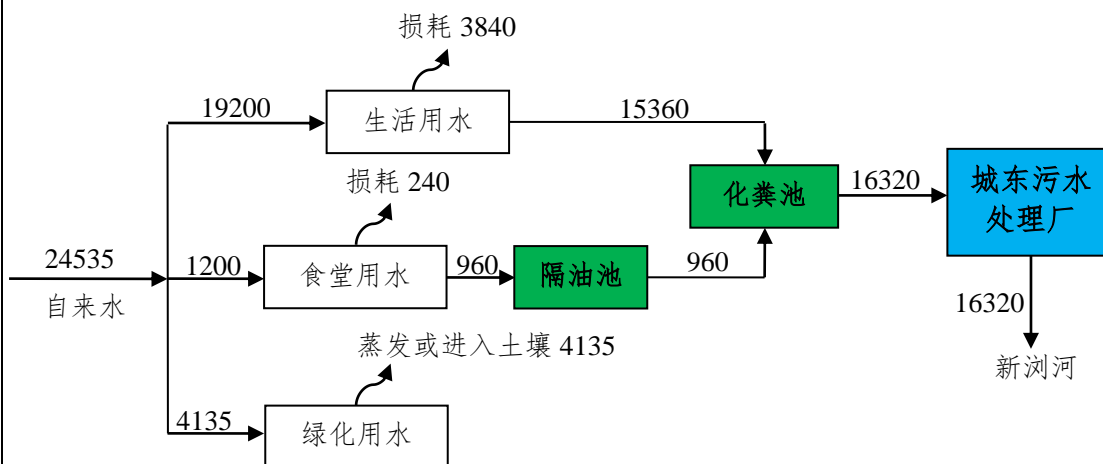 损耗 3840
19200
生活用水
15360
损耗 240
化粪池
16320
城东污水
处理厂
24535
自来水
1200
食堂用水
960
隔油池
960
16320
新浏河
蒸发或进入土壤 4135
4135
绿化用水